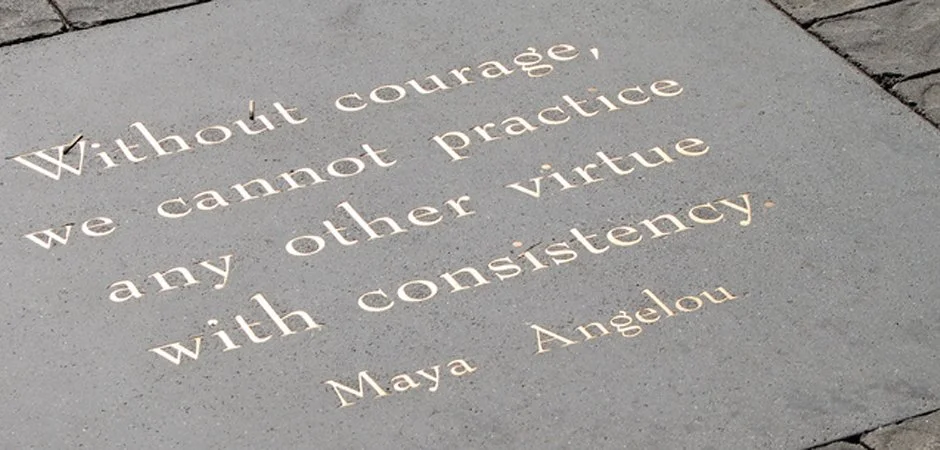 Without courage,
we cannot practice
any other virtue
with consistency.
Maya Angelou